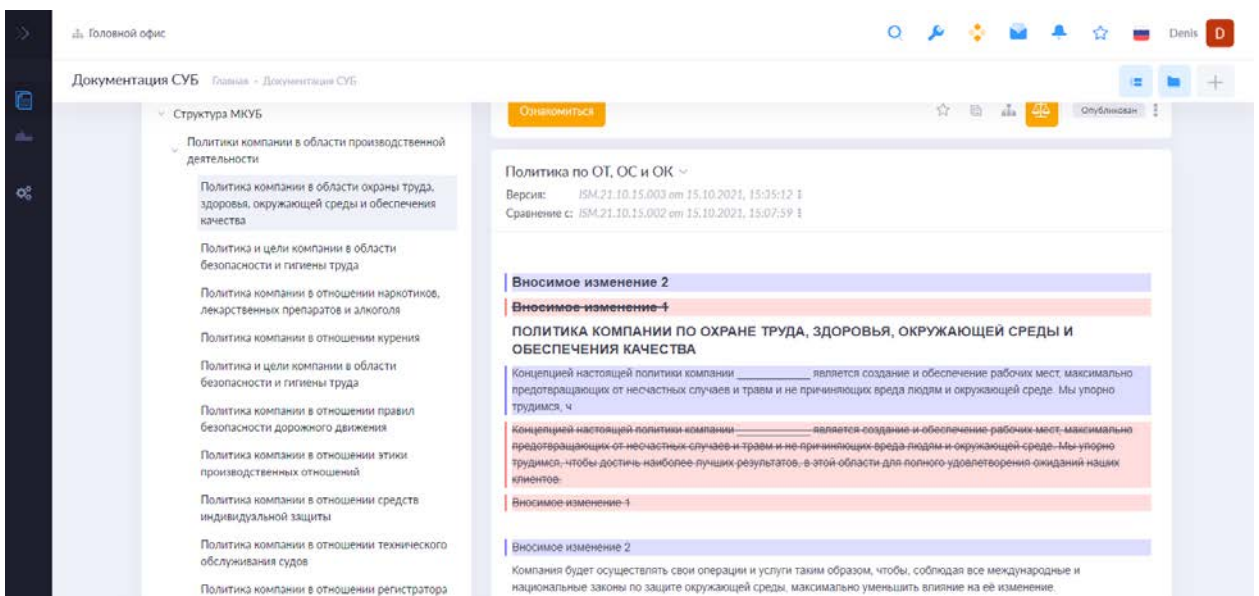 Головной офис
Denis
D
Документация СУБ
Главная - Документация СУБ
Структура МКУБ
Политики компании в области производственной
деятельности
Политика компании в области охраны труда,
здоровья, окружающей среды и обеспечения
качества
Политика и цели компании в области
безопасности и гигиены труда
Политика компании в отношении наркотиков,
лекарственных препаратов и алкоголя
Политика компании в отношении курения
Политика и цели компании в области
безопасности и гигиены труда
Политика компании в отношении правил
безопасности дорожного движения
Политика компании в отношении этики
производственных отношений
Политика компании в отношении средств
индивидуальной защиты
Политика компании в отношении технического
обслуживания судов
Политика компании в отношении регистратора
Ознакомиться
Опубликован
Политика по ОТ, ОС и ОК
Версия: ISM.21.10.15.003 от 15.10.2021, 15:35:12
Сравнение с: ISM.21.10.15.002 от 15.10.2021, 15:07:59
Вносимое изменение 2
Вносимое изменение 1
ПОЛИТИКА КОМПАНИИ ПО ОХРАНЕ ТРУДА, ЗДОРОВЬЯ, ОКРУЖАЮЩЕЙ СРЕДЫ И
ОБЕСПЕЧЕНИЯ КАЧЕСТВА
Концепцией настоящей политики компании ____________ является создание и обеспечение рабочих мест, максимально
предотвращающих от несчастных случаев и травм и не причиняющих вреда людям и окружающей среде. Мы упорно
трудимся, ч
Концепцией настоящей политики компании ____________ является создание и обеспечение рабочих мест, максимально
предотвращающих от несчастных случаев и травм и не причиняющих вреда людям и окружающей среде. Мы упорно
трудимся, чтобы достичь наиболее лучших результатов, в этой области для полного удовлетворения ожиданий наших
клиентов.
Вносимое изменение 1
Вносимое изменение 2
Компания будет осуществлять свои операции и услуги таким образом, чтобы, соблюдая все международные и
национальные законы по защите окружающей среды, максимально уменьшить влияние на её изменение.